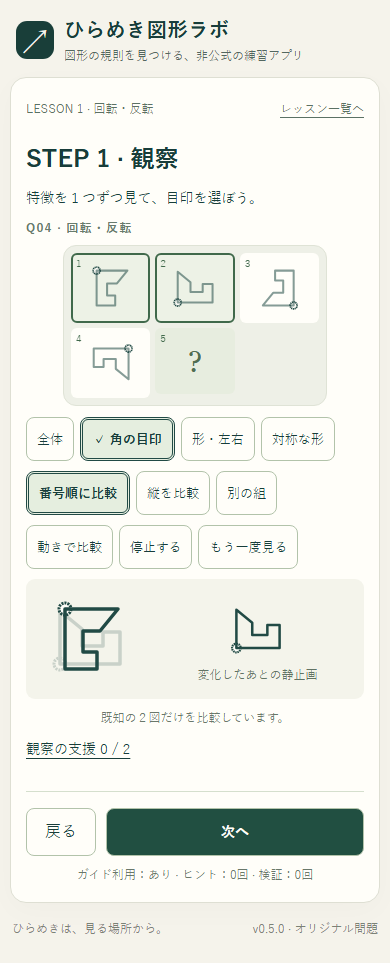 ひらめき図形ラボ
図形の規則を見つける、非公式の練習アプリ
LESSON 1 · 回転・反転
レッスン一覧へ
STEP 1 · 観察
特徴を1つずつ見て、目印を選ぼう。
Q04 · 回転・反転
1
2
3
4
5
?
全体
✓ 角の目印
形・左右
対称な形
番号順に比較
縦を比較
別の組
動きで比較
停止する
もう一度見る
変化したあとの静止画
既知の2図だけを比較しています。
観察の支援 0 / 2
戻る
次へ
ガイド利用：あり · ヒント：0回 · 検証：0回
ひらめきは、見る場所から。
v0.5.0 · オリジナル問題